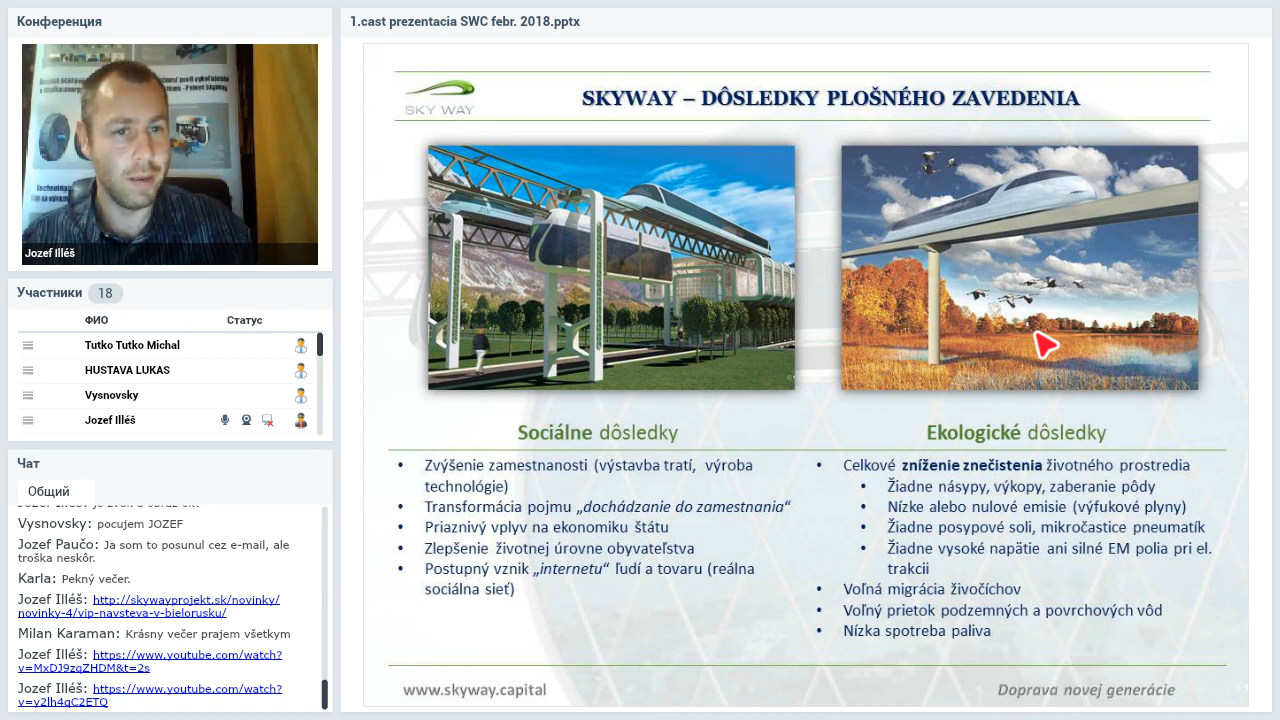 Конференция
Jozef Illéš
Участники 18
ФИО Статус
Tutko Tutko Michal
HUSTAVA LUKAS
Vysnovsky
Jozef Illéš
Чат
Общий
Vysnovsky: pocujem JOZEF
Jozef Paučo: Ja som to posunul cez e-mail, ale
troška neskôr.
Karla: Pekný večer.
Jozef Illéš: http://skywayprojekt.sk/novinky/
novinky-4/vip-navsteva-v-bielorusku/
Milan Karaman: Krásny večer prajem všetkym
Jozef Illéš: https://www.youtube.com/watch?
v=MxDJ9zqZHDM&t=2s
Jozef Illéš: https://www.youtube.com/watch?
v=y2lh4qC2ETQ
1.cast prezentacia SWC febr. 2018.pptx
SKY WAY
SKYWAY – DÔSLEDKY PLOŠNÉHO ZAVEDENIA
Sociálne dôsledky
• Zvýšenie zamestnanosti (výstavba tratí, výroba
technológie)
• Transformácia pojmu „dochádzanie do zamestnania“
• Priaznivý vplyv na ekonomiku štátu
• Zlepšenie životnej úrovne obyvateľstva
• Postupný vznik „internetu“ ľudí a tovaru (reálna
sociálna sieť)
Ekologické dôsledky
• Celkové zníženie znečistenia životného prostredia
• Žiadne násypy, výkopy, zaberanie pôdy
• Nízke alebo nulové emisie (výfukové plyny)
• Žiadne posypové soli, mikročastice pneumatík
• Žiadne vysoké napätie ani silné EM polia pri el.
trakcii
• Voľná migrácia živočíchov
• Voľný prietok podzemných a povrchových vôd
• Nízka spotreba paliva
www.skyway.capital
Doprava novej generácie